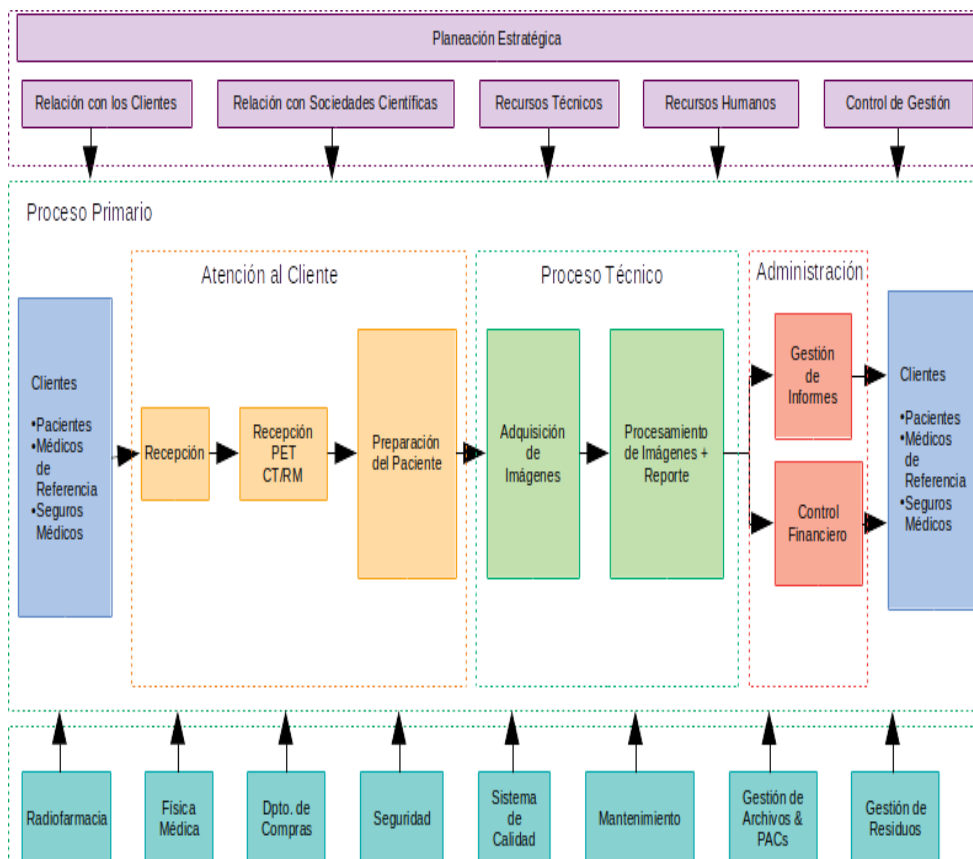 Planeación Estratégica
Relación con los Clientes
Relación con Sociedades Científicas
Recursos Técnicos
Recursos Humanos
Control de Gestión
Proceso Primario
Atención al Cliente
Proceso Técnico
Administración
Clientes
•Pacientes
•Médicos
de
Referencia
•Seguros
Médicos
Recepción
Recepción
PET
CT/RM
Preparación
del Paciente
Adquisición
de
Imágenes
Procesamiento
de Imágenes +
Reporte
Gestión
de
Informes
Control
Financiero
Clientes
•Pacientes
•Médicos
de
Referencia
•Seguros
Médicos
Radiofarmacia
Física
Médica
Dpto. de
Compras
Seguridad
Sistema
de
Calidad
Mantenimiento
Gestión de
Archivos &
PACs
Gestión de
Residuos